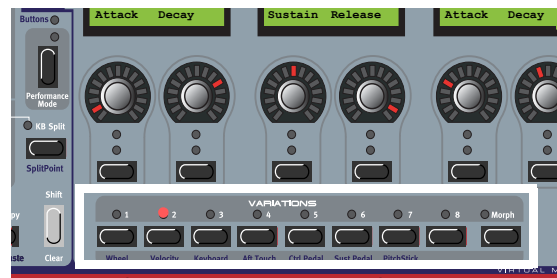 Attack Decay
Sustain Release
Attack Decay
Buttons
Performance
Mode
KB Split
SplitPoint
Shift
Clear
VARIATIONS
1 2 3 4 5 6 7 8 Morph
Wheel Velocity Keyboard Aft Touch Ctrl Pedal Sust Pedal PitchStick
VIRTUAL